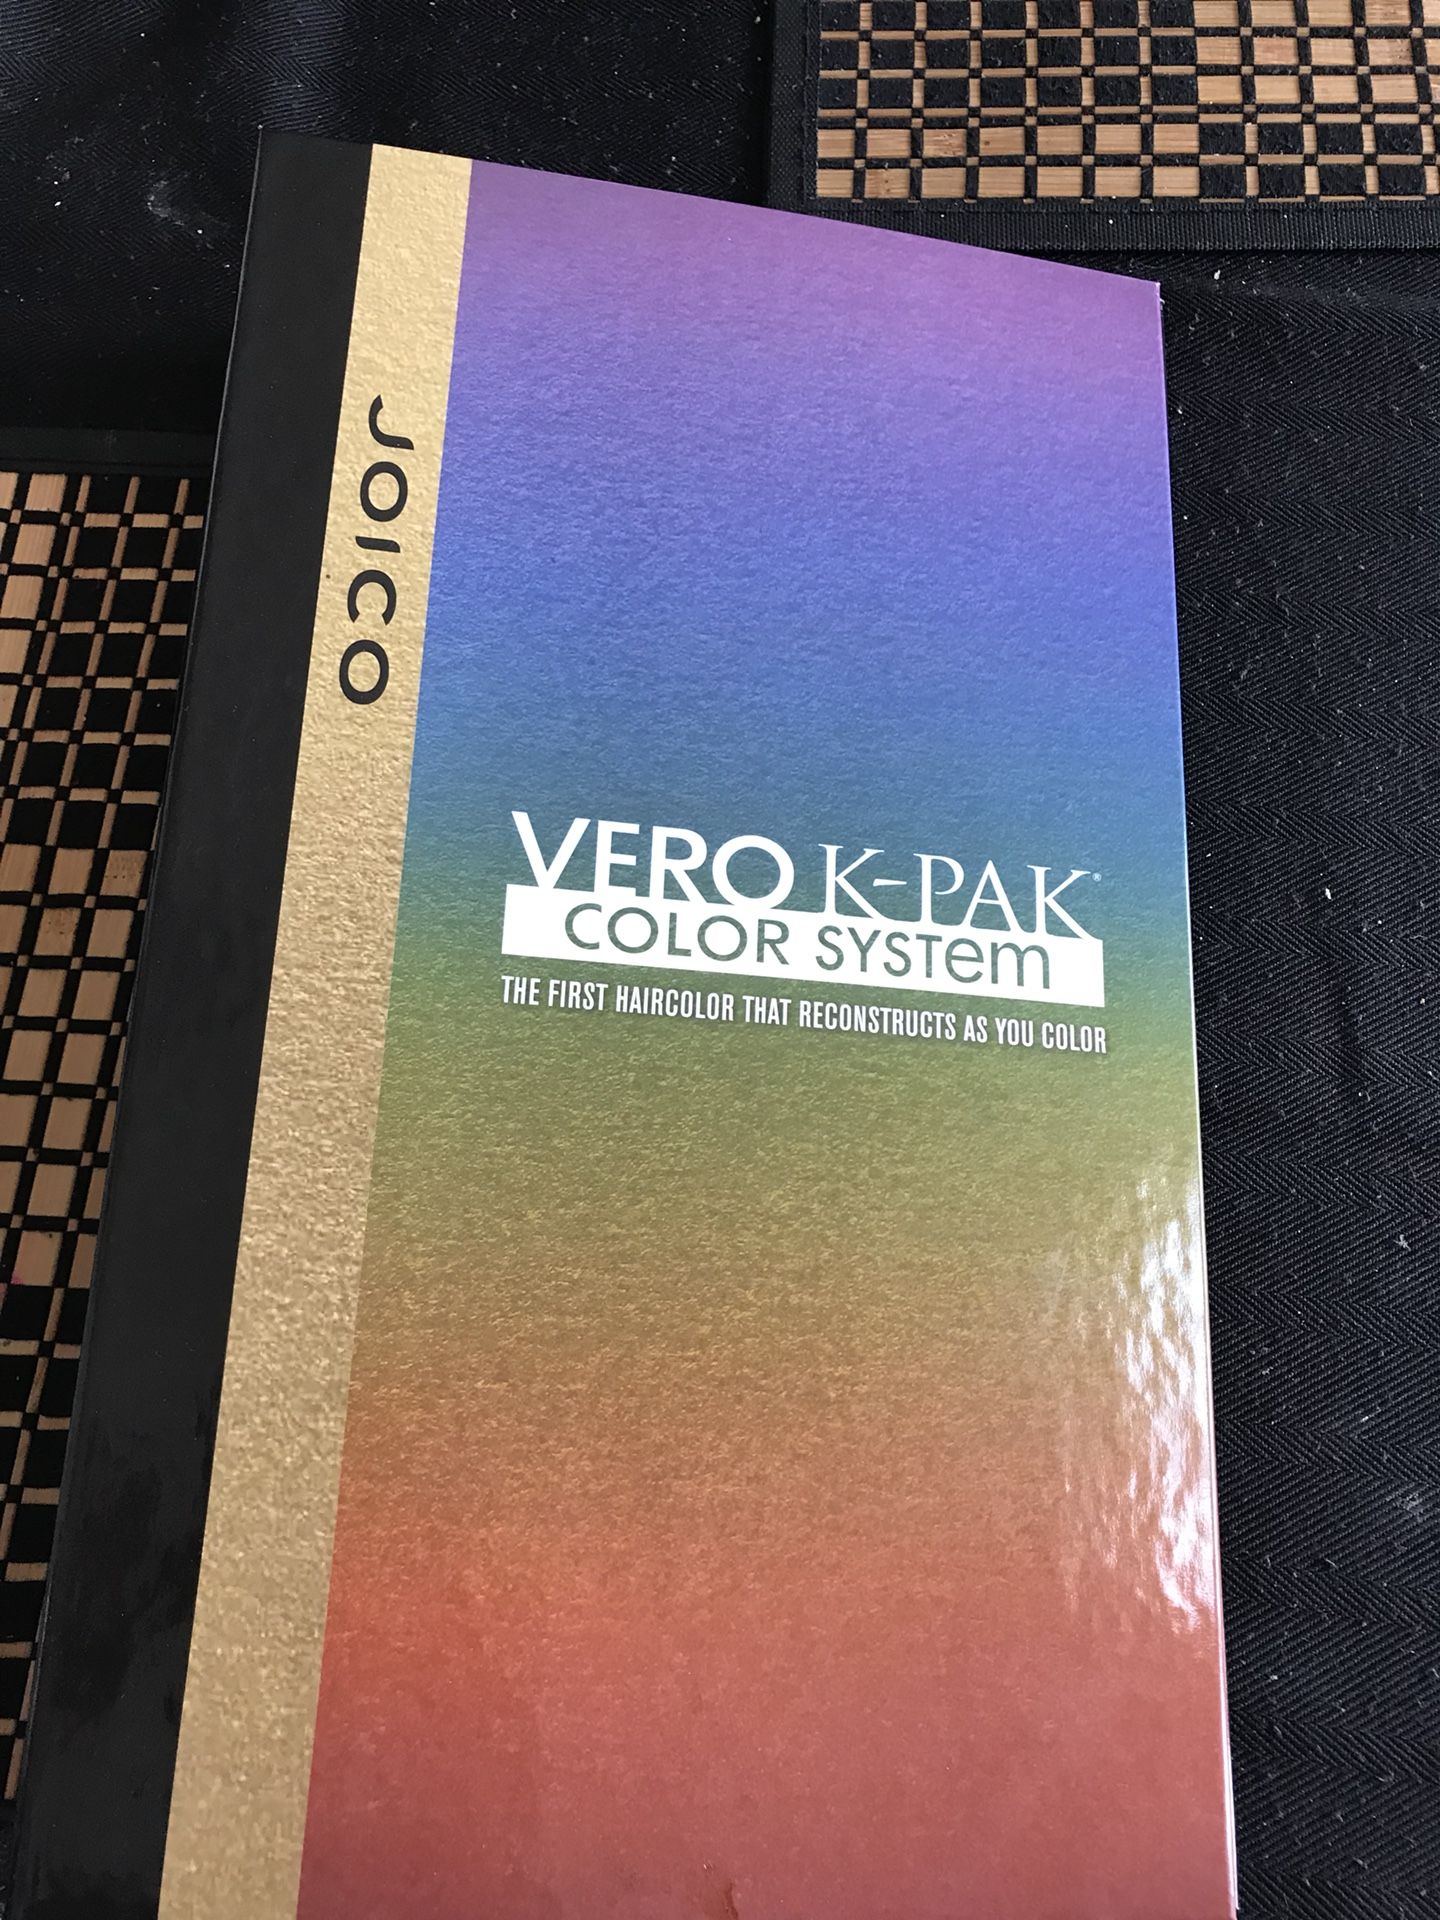 JOICO
VERO K-PAK®
COLOR SYSTEM
THE FIRST HAIRCOLOR THAT RECONSTRUCTS AS YOU COLOR